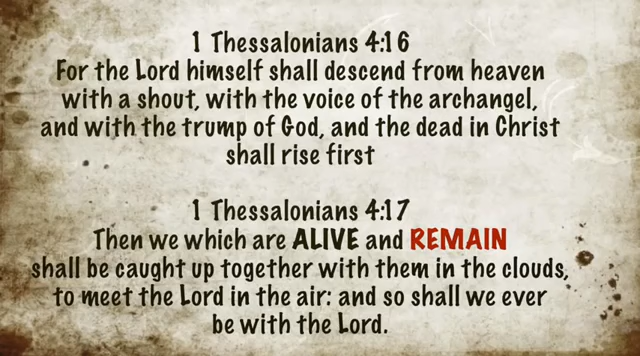 1 Thessalonians 4:16
For the Lord himself shall descend from heaven
with a shout, with the voice of the archangel,
and with the trump of God, and the dead in Christ
shall rise first
1 Thessalonians 4:17
Then we which are ALIVE and REMAIN
shall be caught up together with them in the clouds,
to meet the Lord in the air: and so shall we ever
be with the Lord.